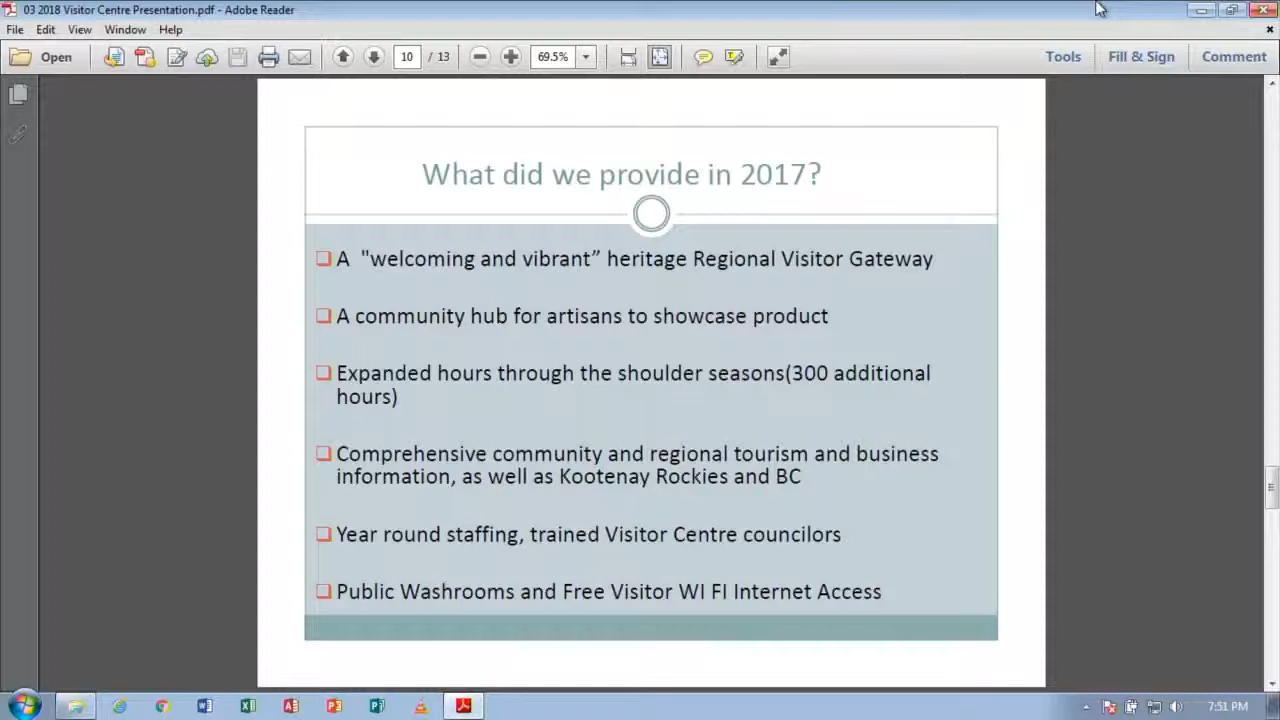 03 2018 Visitor Centre Presentation.pdf - Adobe Reader
File Edit View Window Help
Open 10 / 13 69.5% Tools Fill & Sign Comment
What did we provide in 2017?
A "welcoming and vibrant” heritage Regional Visitor Gateway
A community hub for artisans to showcase product
Expanded hours through the shoulder seasons(300 additional
hours)
Comprehensive community and regional tourism and business
information, as well as Kootenay Rockies and BC
Year round staffing, trained Visitor Centre councilors
Public Washrooms and Free Visitor WI FI Internet Access
7:51 PM